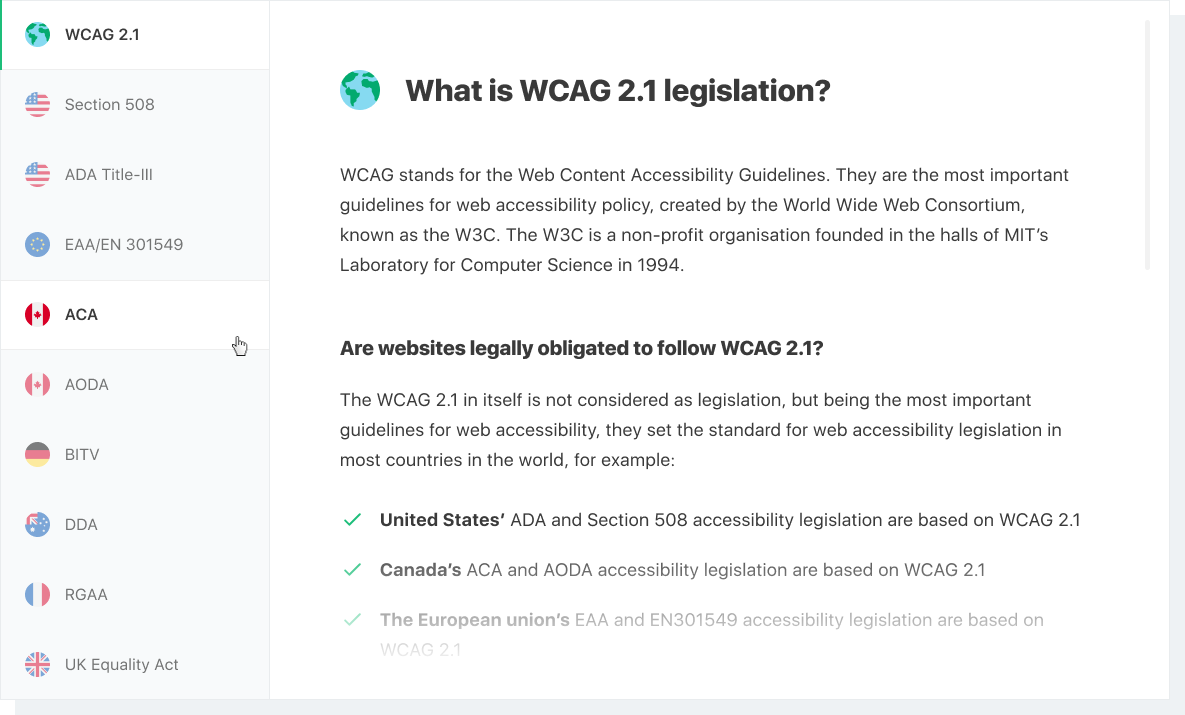 WCAG 2.1
Section 508
ADA Title-III
EAA/EN 301549
ACA
AODA
BITV
DDA
RGAA
UK Equality Act
What is WCAG 2.1 legislation?
WCAG stands for the Web Content Accessibility Guidelines. They are the most important
guidelines for web accessibility policy, created by the World Wide Web Consortium,
known as the W3C. The W3C is a non-profit organisation founded in the halls of MIT’s
Laboratory for Computer Science in 1994.
Are websites legally obligated to follow WCAG 2.1?
The WCAG 2.1 in itself is not considered as legislation, but being the most important
guidelines for web accessibility, they set the standard for web accessibility legislation in
most countries in the world, for example:
United States’ ADA and Section 508 accessibility legislation are based on WCAG 2.1
Canada’s ACA and AODA accessibility legislation are based on WCAG 2.1
The European union’s EAA and EN301549 accessibility legislation are based on
WCAG 2.1